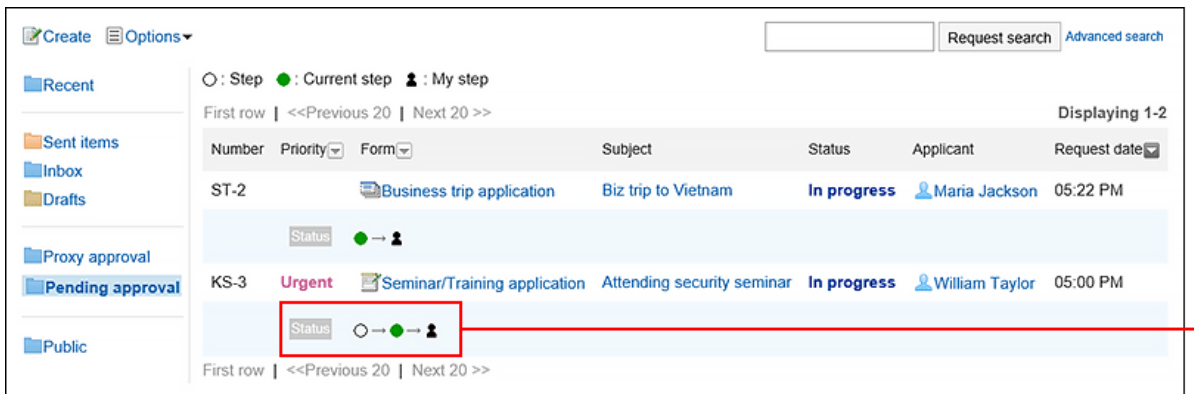 Create Options
Request search Advanced search
Recent
Sent items
Inbox
Drafts
Proxy approval
Pending approval
Public
: Step : Current step : My step
First row | <<Previous 20 | Next 20 >>
Displaying 1-2
Number Priority Form Subject Status Applicant Request date
ST-2 Business trip application Biz trip to Vietnam In progress Maria Jackson 05:22 PM
Status
KS-3 Urgent Seminar/Training application Attending security seminar In progress William Taylor 05:00 PM
Status
First row | <<Previous 20 | Next 20 >>